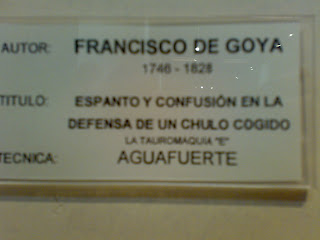 AUTOR: FRANCISCO DE GOYA
1746 - 1828
TITULO: ESPANTO Y CONFUSIÓN EN LA
DEFENSA DE UN CHULO COGIDO
LA TAUROMAQUIA "E"
TECNICA: AGUAFUERTE